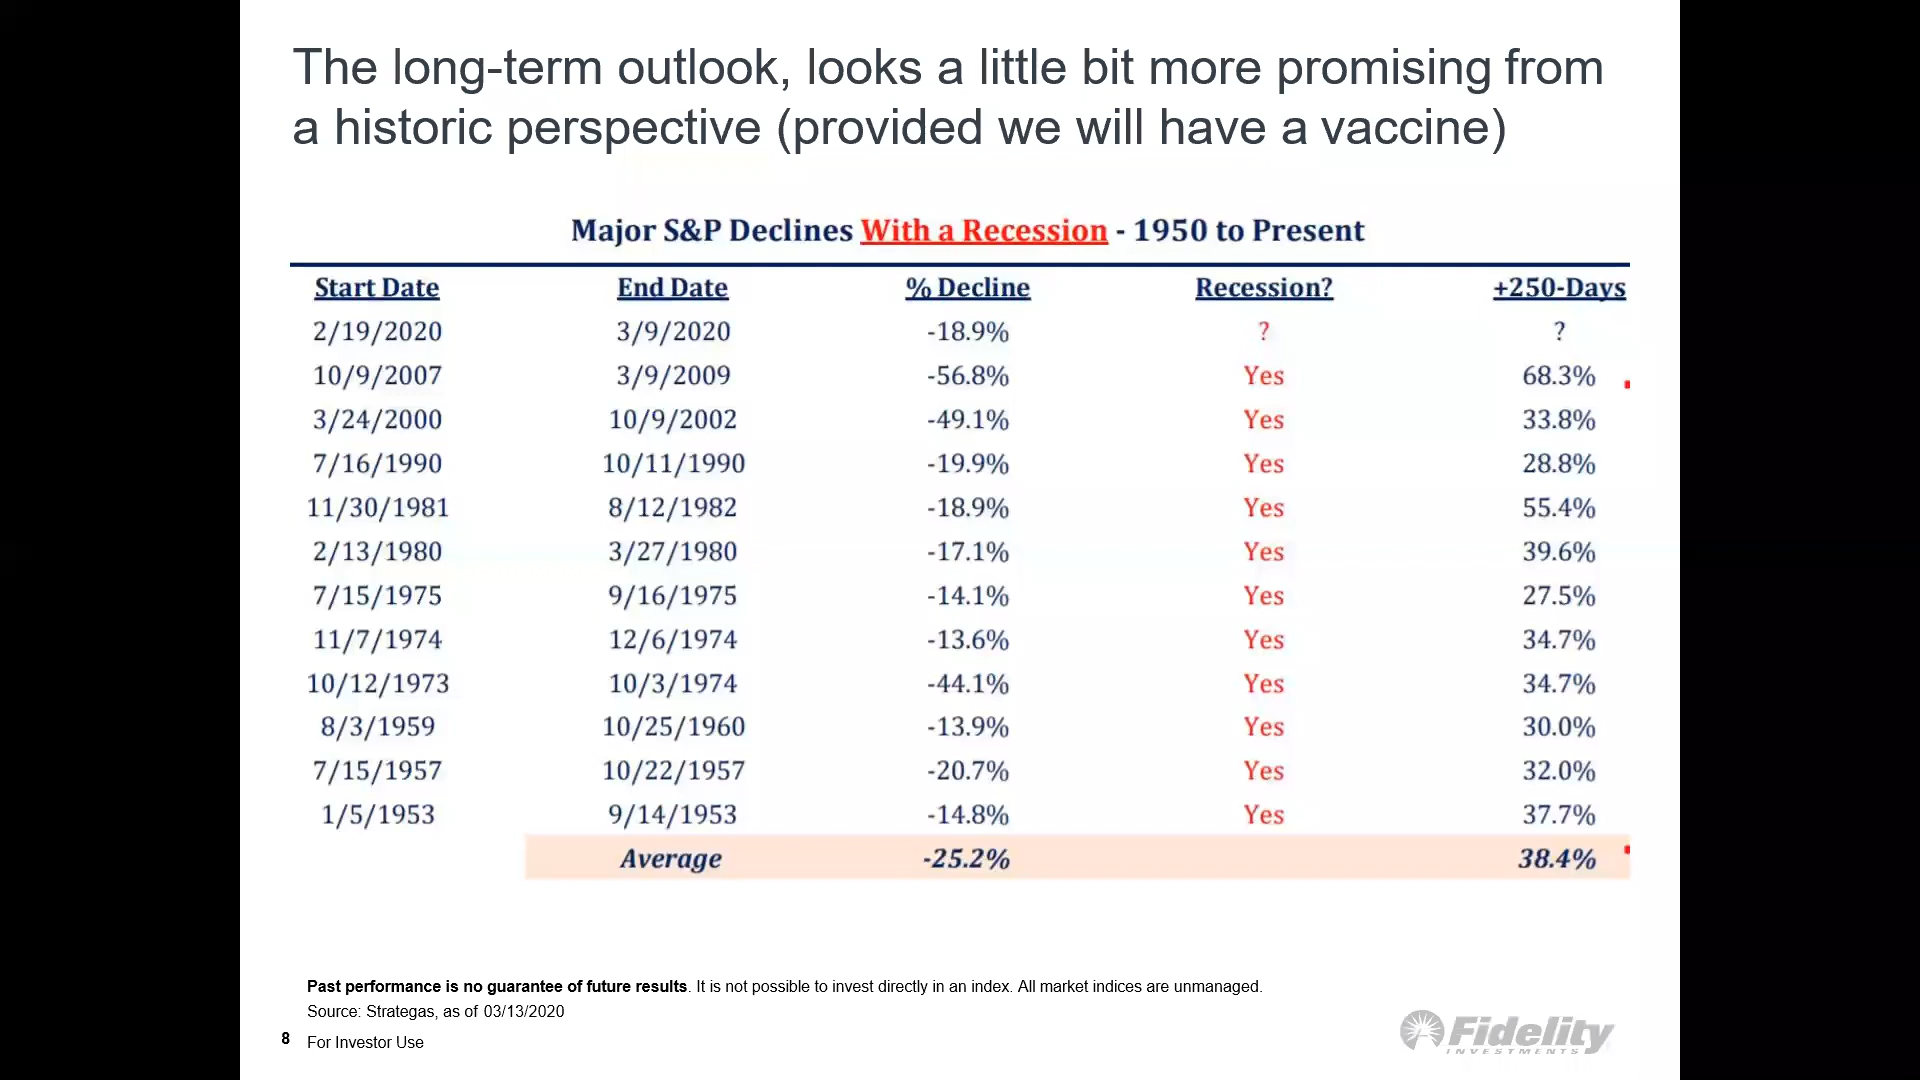 The long-term outlook, looks a little bit more promising from
a historic perspective (provided we will have a vaccine)
Major S&P Declines With a Recession - 1950 to Present
Start Date End Date % Decline Recession? +250-Days
2/19/2020 3/9/2020 -18.9% ? ?
10/9/2007 3/9/2009 -56.8% Yes 68.3%
3/24/2000 10/9/2002 -49.1% Yes 33.8%
7/16/1990 10/11/1990 -19.9% Yes 28.8%
11/30/1981 8/12/1982 -18.9% Yes 55.4%
2/13/1980 3/27/1980 -17.1% Yes 39.6%
7/15/1975 9/16/1975 -14.1% Yes 27.5%
11/7/1974 12/6/1974 -13.6% Yes 34.7%
10/12/1973 10/3/1974 -44.1% Yes 34.7%
8/3/1959 10/25/1960 -13.9% Yes 30.0%
7/15/1957 10/22/1957 -20.7% Yes 32.0%
1/5/1953 9/14/1953 -14.8% Yes 37.7%
Average -25.2% 38.4%
Past performance is no guarantee of future results. It is not possible to invest directly in an index. All market indices are unmanaged.
Source: Strategas, as of 03/13/2020
8 For Investor Use
Fidelity
INVESTMENTS